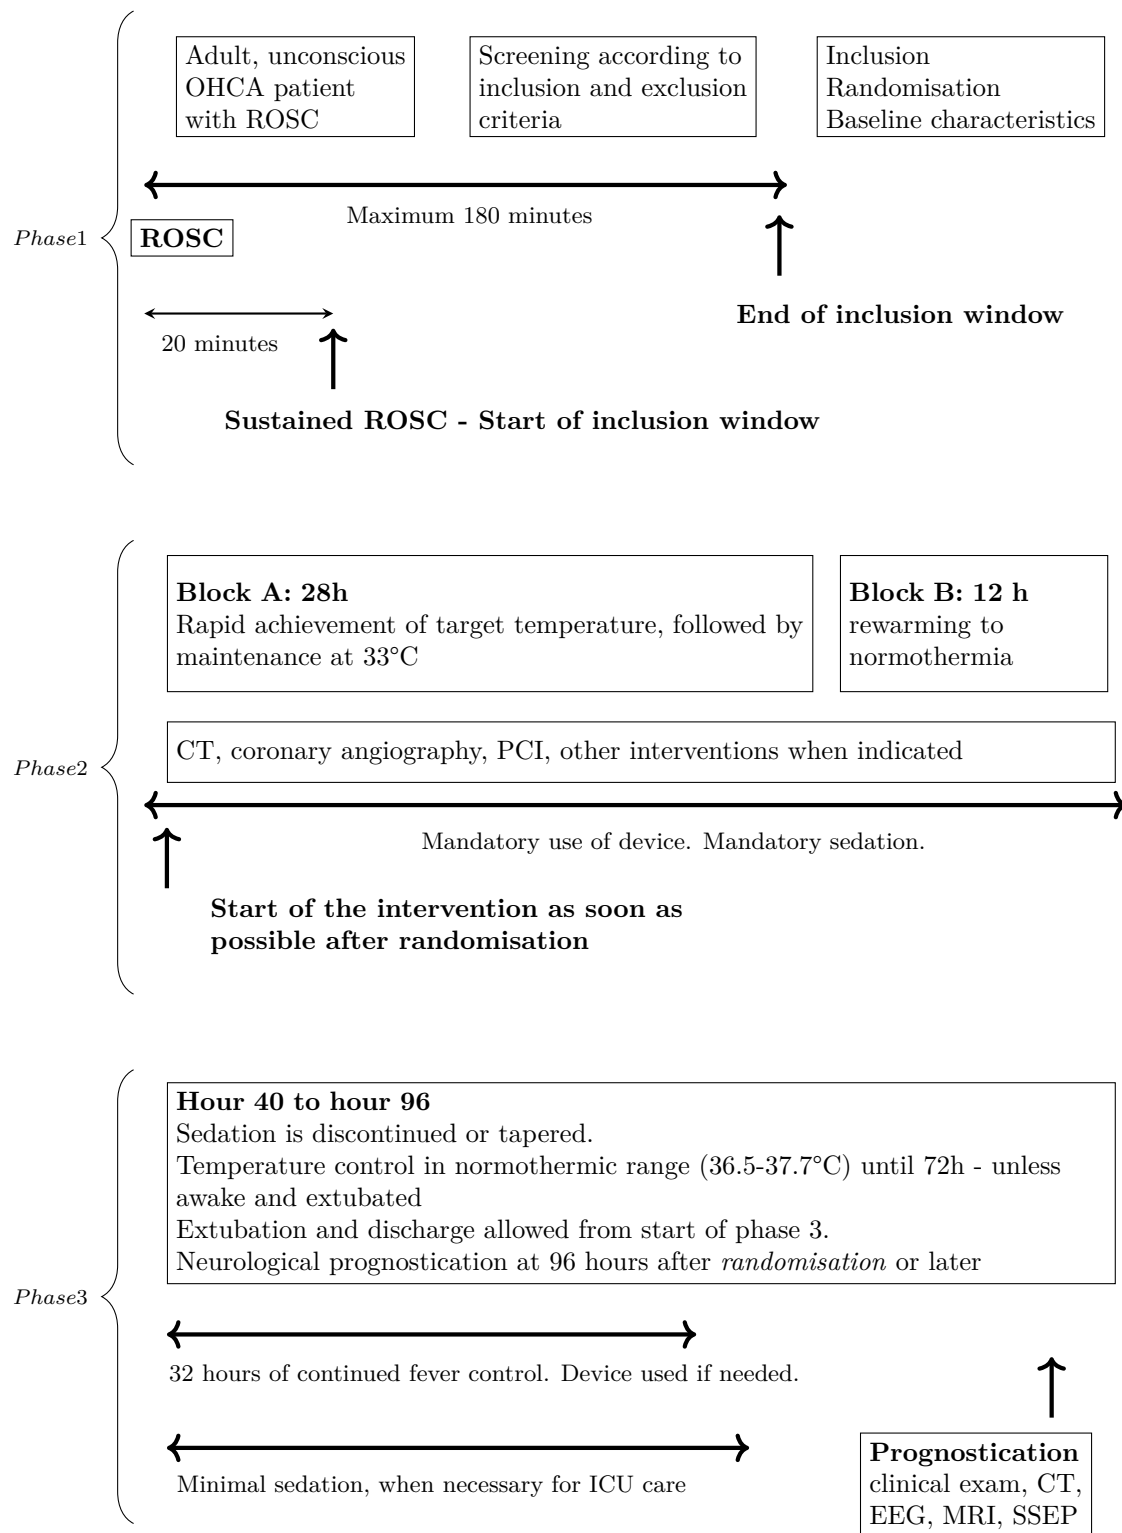 Adult, unconscious
OHCA patient
with ROSC
Screening according to
inclusion and exclusion
criteria
Inclusion
Randomisation
Baseline characteristics
Maximum 180 minutes
Phase1
ROSC
End of inclusion window
20 minutes
Sustained ROSC - Start of inclusion window
Block A: 28h
Rapid achievement of target temperature, followed by
maintenance at 33°C
Block B: 12 h
rewarming to
normothermia
CT, coronary angiography, PCI, other interventions when indicated
Phase2
Mandatory use of device. Mandatory sedation.
Start of the intervention as soon as
possible after randomisation
Hour 40 to hour 96
Sedation is discontinued or tapered.
Temperature control in normothermic range (36.5-37.7°C) until 72h - unless
awake and extubated
Extubation and discharge allowed from start of phase 3.
Neurological prognostication at 96 hours after randomisation or later
Phase3
32 hours of continued fever control. Device used if needed.
Minimal sedation, when necessary for ICU care
Prognostication
clinical exam, CT,
EEG, MRI, SSEP